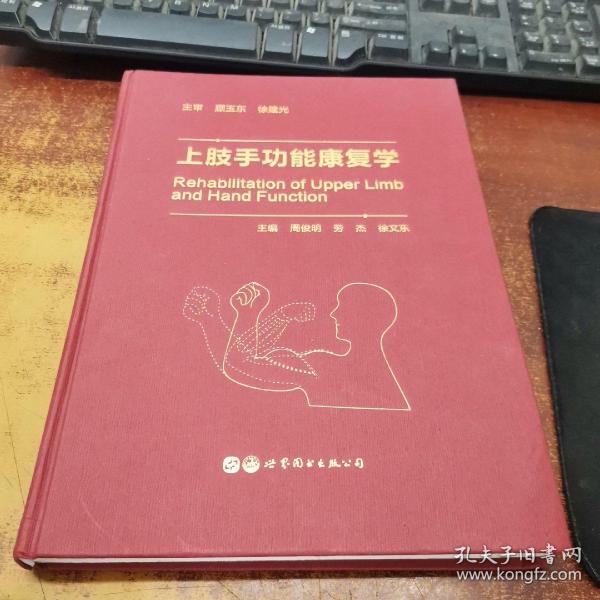 主审 顾玉东 徐建光
上肢手功能康复学
Rehabilitation of Upper Limb
and Hand Function
主编 周俊明 劳杰 徐文东
世界图书出版公司
孔夫子旧书网
www.kongfz.com